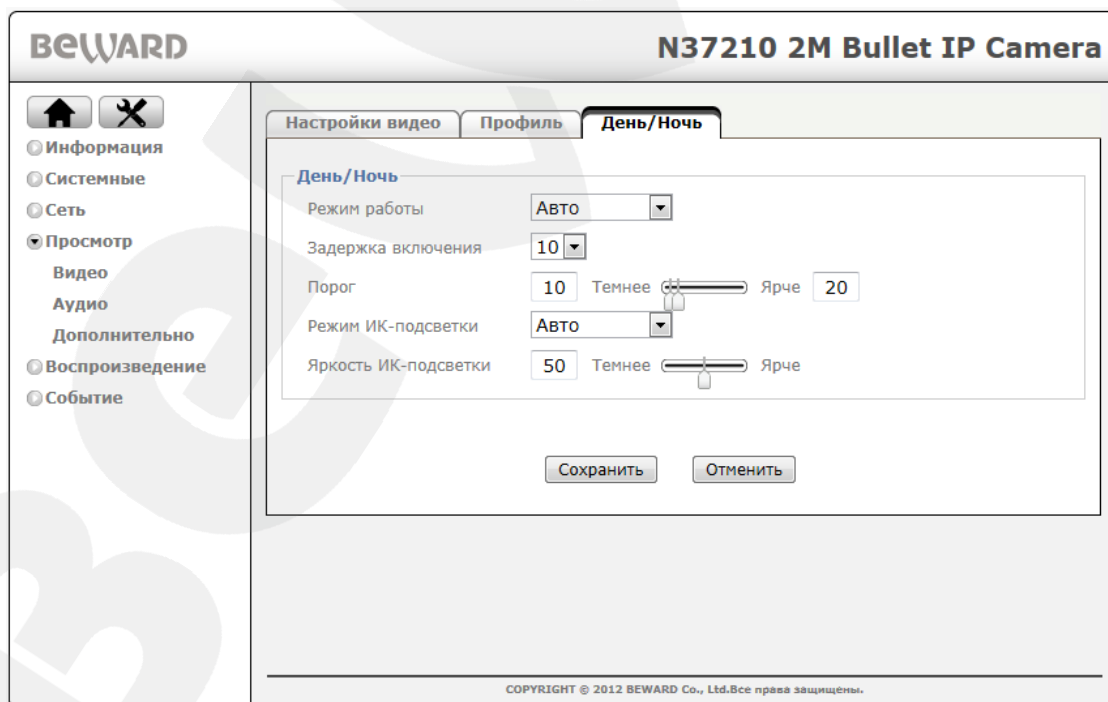 BEWARD
N37210 2M Bullet IP Camera
Информация
Системные
Сеть
Просмотр
Видео
Аудио
Дополнительно
Воспроизведение
Событие
Настройки видео Профиль День/Ночь
День/Ночь
Режим работы Авто
Задержка включения 10
Порог 10 Темнее Ярче 20
Режим ИК-подсветки Авто
Яркость ИК-подсветки 50 Темнее Ярче
Сохранить Отменить
COPYRIGHT © 2012 BEWARD Co., Ltd.Все права защищены.